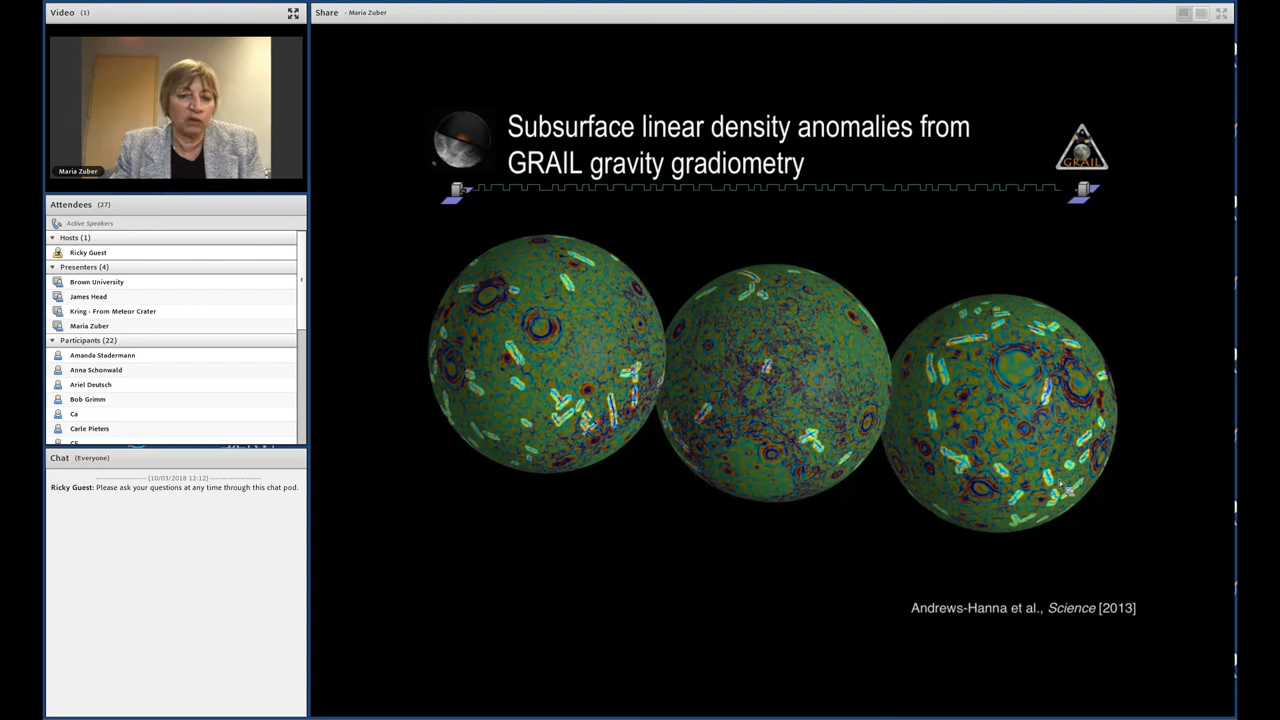 Video (1)
Maria Zuber
Attendees (27)
Active Speakers
Hosts (1)
Ricky Guest
Presenters (4)
Brown University
James Head
Kring - From Meteor Crater
Maria Zuber
Participants (22)
Amanda Stadermann
Anna Schonwald
Ariel Deutsch
Bob Grimm
Ca
Carle Pieters
Chat (Everyone)
(10/03/2018 12:12)
Ricky Guest: Please ask your questions at any time through this chat pod.
Share - Maria Zuber
Subsurface linear density anomalies from
GRAIL gravity gradiometry
GRAIL
Andrews-Hanna et al., Science [2013]